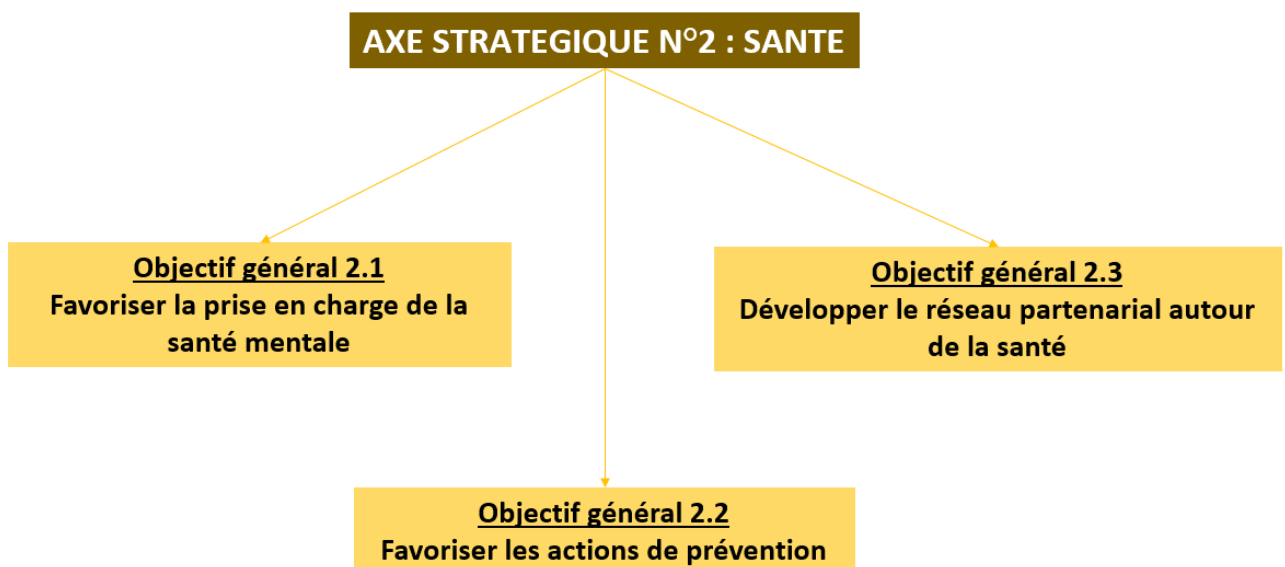 AXE STRATEGIQUE N°2 : SANTE
Objectif général 2.1
Favoriser la prise en charge de la
santé mentale
Objectif général 2.3
Développer le réseau partenarial autour
de la santé
Objectif général 2.2
Favoriser les actions de prévention